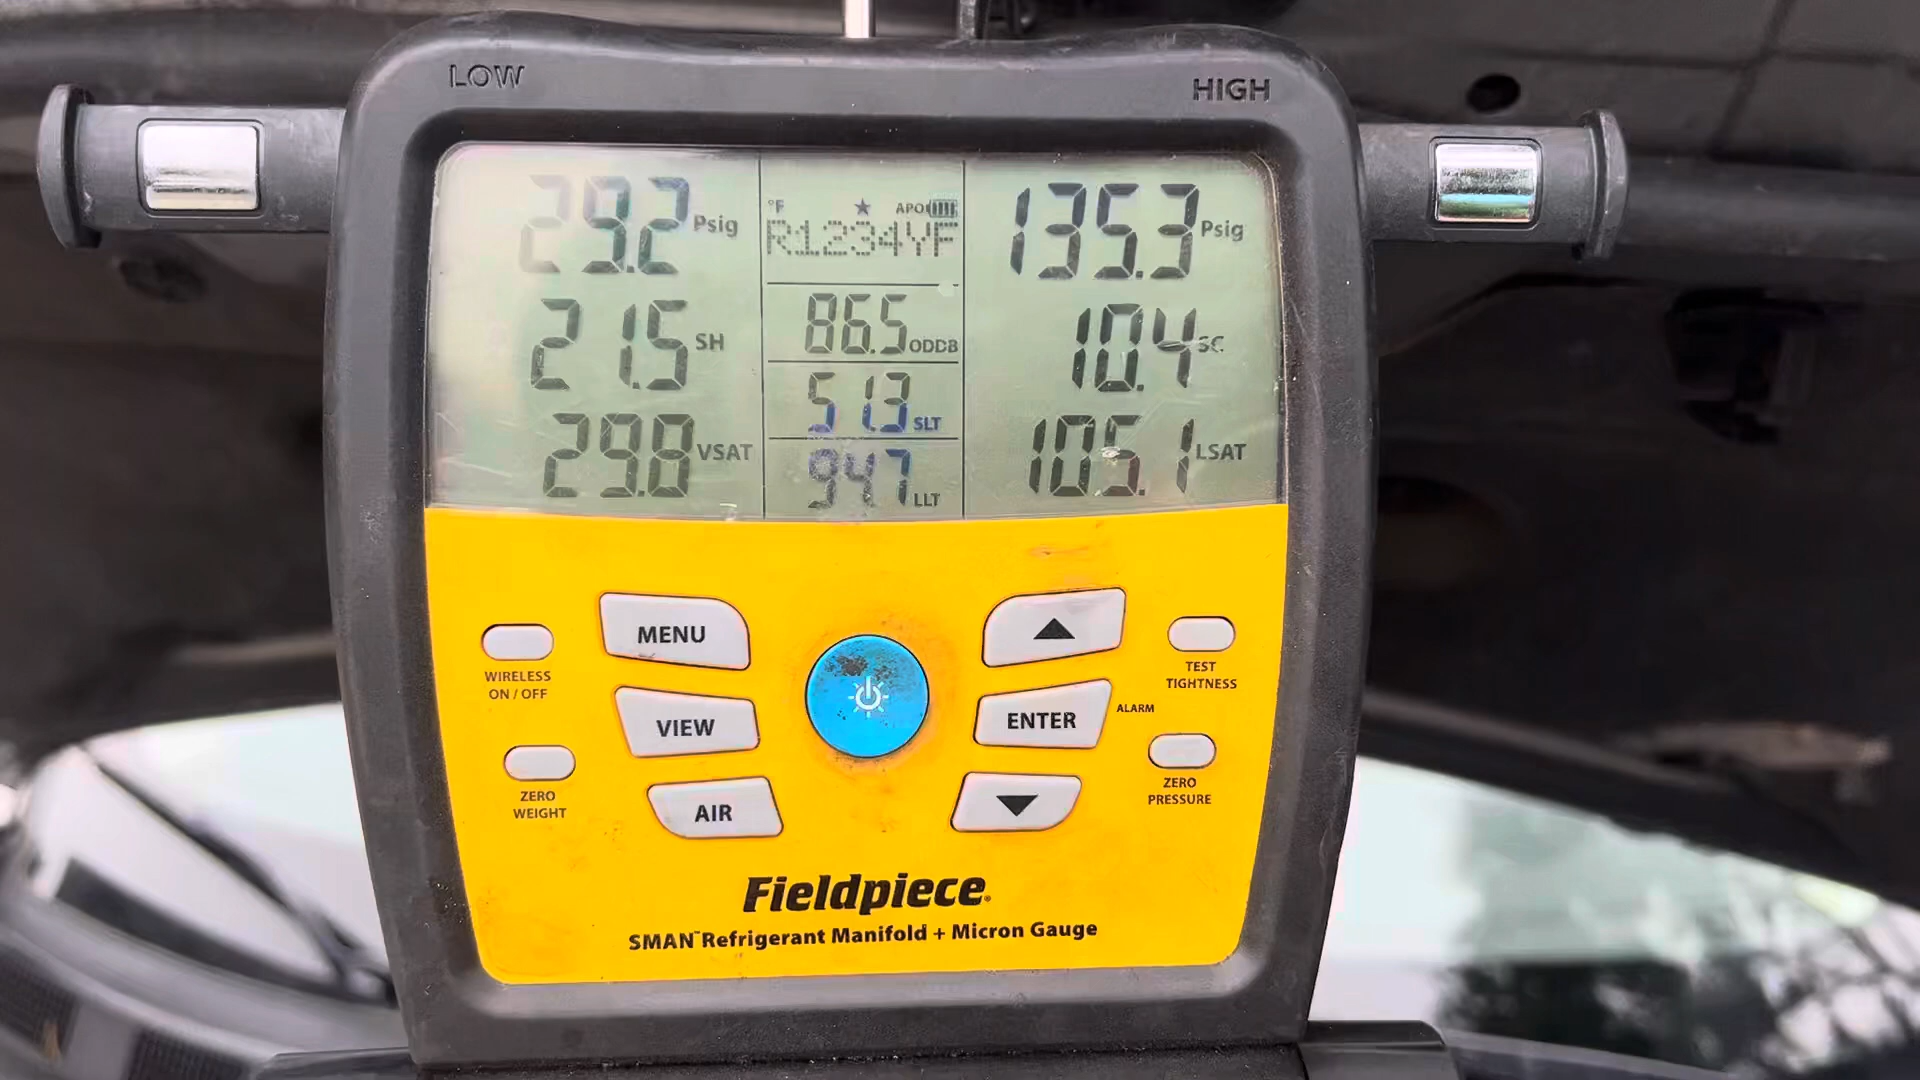 LOW HIGH
29.2 Psig
21.5 SH
29.8 VSAT
°F ★ APO
R1234YF
86.5 ODDB
51.3 SLT
94.7 LLT
135.3 Psig
10.4 SC
105.1 LSAT
MENU
VIEW
AIR
WIRELESS
ON / OFF
ZERO
WEIGHT
ENTER
ALARM
TEST
TIGHTNESS
ZERO
PRESSURE
Fieldpiece
SMAN™ Refrigerant Manifold + Micron Gauge